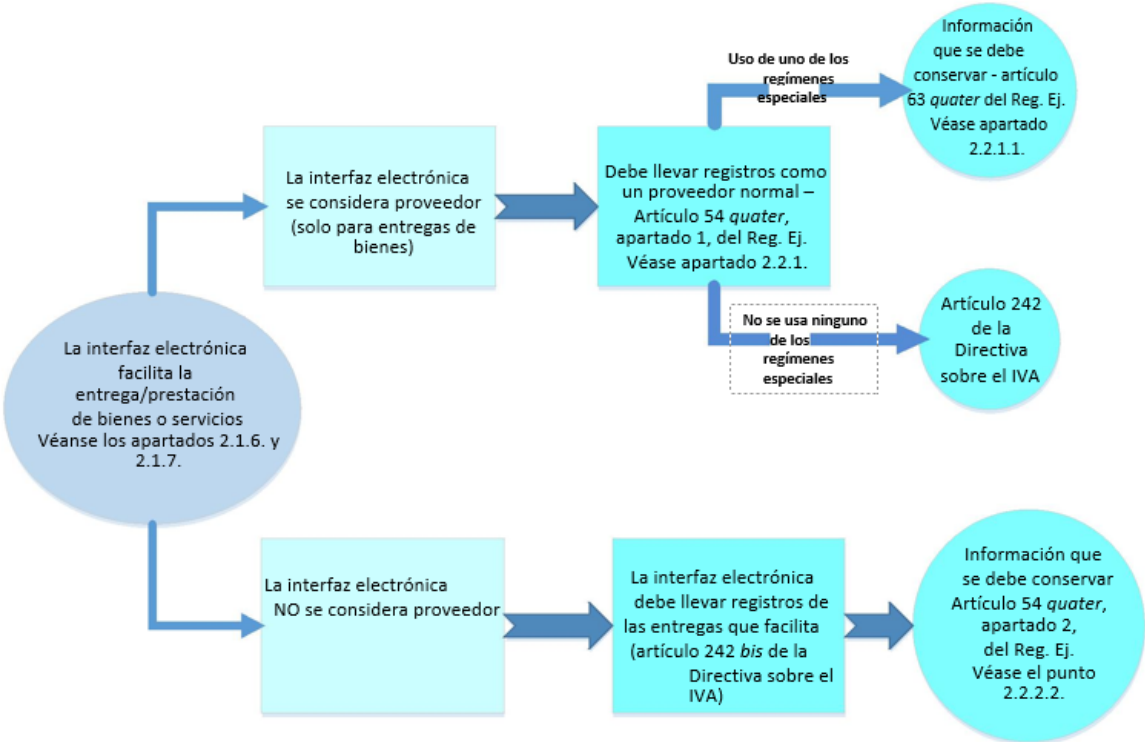 La interfaz electrónica
facilita la
entrega/prestación
de bienes o servicios
Véanse los apartados 2.1.6. y
2.1.7.
La interfaz electrónica
se considera proveedor
(solo para entregas de
bienes)
Debe llevar registros como
un proveedor normal –
Artículo 54 quater,
apartado 1, del Reg. Ej.
Véase apartado 2.2.1.
Uso de uno de los
regímenes
especiales
Información
que se debe
conservar - artículo
63 quater del Reg. Ej.
Véase apartado
2.2.1.1.
No se usa ninguno
de los
regímenes
especiales
Artículo 242
de la
Directiva
sobre el IVA
La interfaz electrónica
NO se considera proveedor
La interfaz electrónica
debe llevar registros de
las entregas que facilita
(artículo 242 bis de la
Directiva sobre el
IVA)
Información que
se debe conservar
Artículo 54 quater,
apartado 2,
del Reg. Ej.
Véase el punto
2.2.2.2.